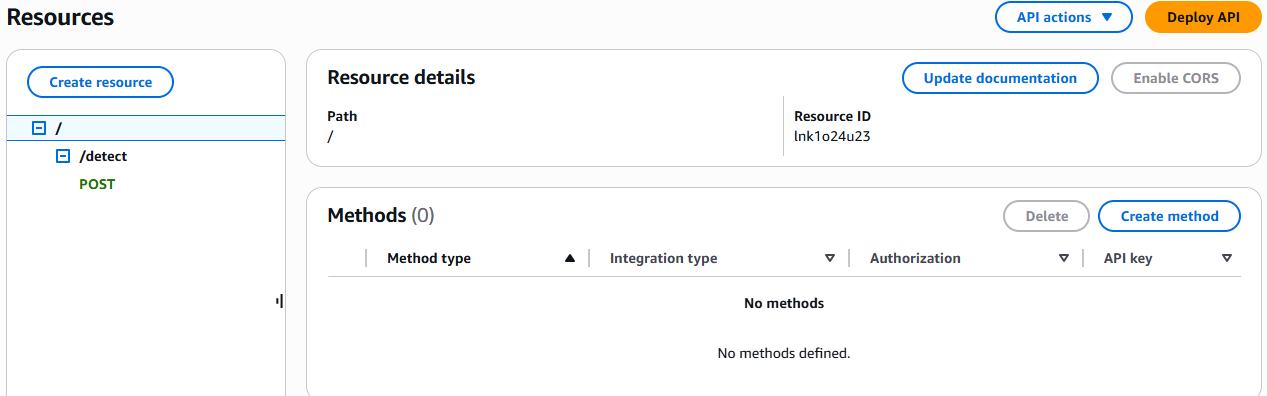 Resources
API actions
Deploy API
Create resource
/
/detect
POST
Resource details
Update documentation
Enable CORS
Path
/
Resource ID
lnk1o24u23
Methods (0)
Delete
Create method
Method type
Integration type
Authorization
API key
No methods
No methods defined.